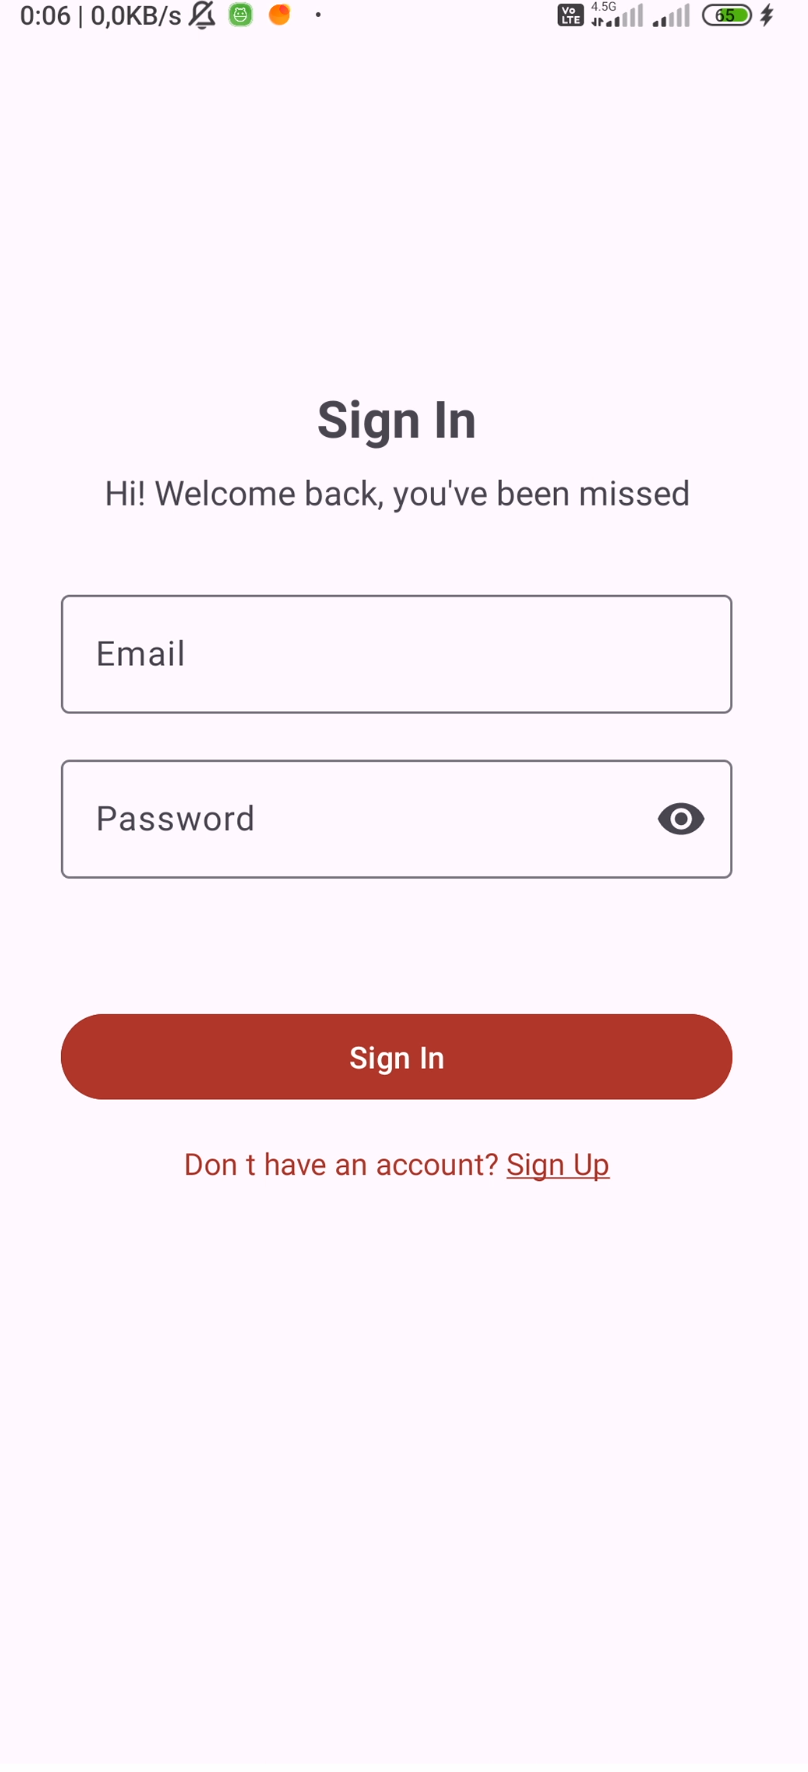 0:06 | 0,0KB/s Vo LTE 4.5G 65
Sign In
Hi! Welcome back, you've been missed
Email
Password
Sign In
Don t have an account? Sign Up